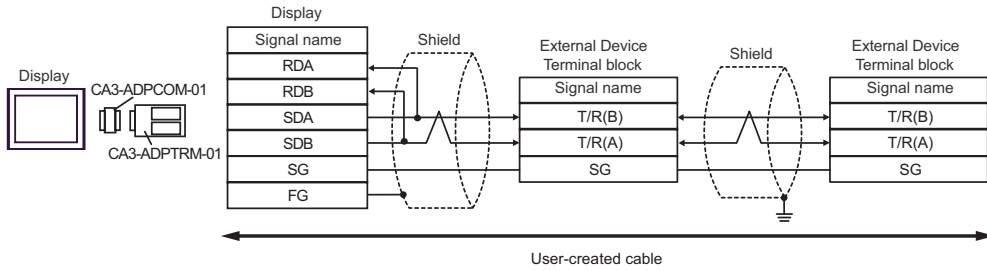 Display
CA3-ADPCOM-01
CA3-ADPTRM-01
Display
Signal name
RDA
RDB
SDA
SDB
SG
FG
Shield
External Device
Terminal block
Signal name
T/R(B)
T/R(A)
SG
Shield
External Device
Terminal block
Signal name
T/R(B)
T/R(A)
SG
User-created cable